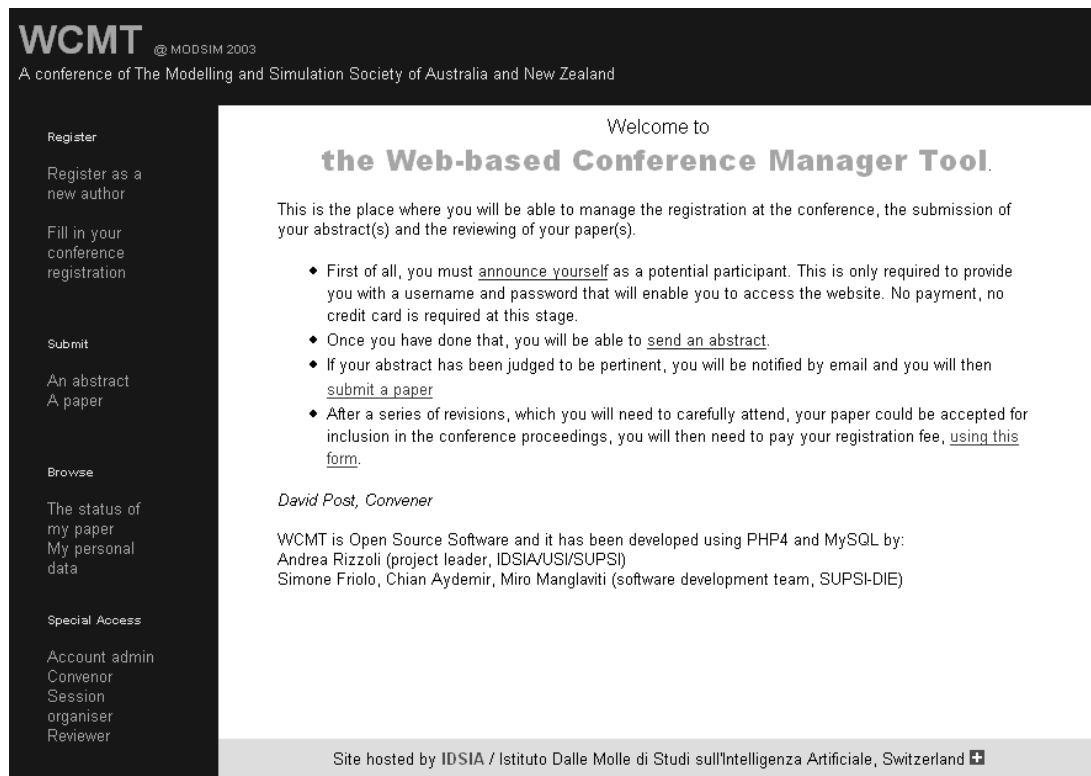 WCMT @ MODSIM 2003
A conference of The Modelling and Simulation Society of Australia and New Zealand
Register
Register as a
new author
Fill in your
conference
registration
Submit
An abstract
A paper
Browse
The status of
my paper
My personal
data
Special Access
Account admin
Convenor
Session
organiser
Reviewer
Welcome to
the Web-based Conference Manager Tool.
This is the place where you will be able to manage the registration at the conference, the submission of
your abstract(s) and the reviewing of your paper(s).
• First of all, you must announce yourself as a potential participant. This is only required to provide
you with a username and password that will enable you to access the website. No payment, no
credit card is required at this stage.
• Once you have done that, you will be able to send an abstract.
• If your abstract has been judged to be pertinent, you will be notified by email and you will then
submit a paper
• After a series of revisions, which you will need to carefully attend, your paper could be accepted for
inclusion in the conference proceedings, you will then need to pay your registration fee, using this
form.
David Post, Convener
WCMT is Open Source Software and it has been developed using PHP4 and MySQL by:
Andrea Rizzoli (project leader, IDSIA/USI/SUPSI)
Simone Friolo, Chian Aydemir, Miro Manglaviti (software development team, SUPSI-DIE)
Site hosted by IDSIA / Istituto Dalle Molle di Studi sull'Intelligenza Artificiale, Switzerland